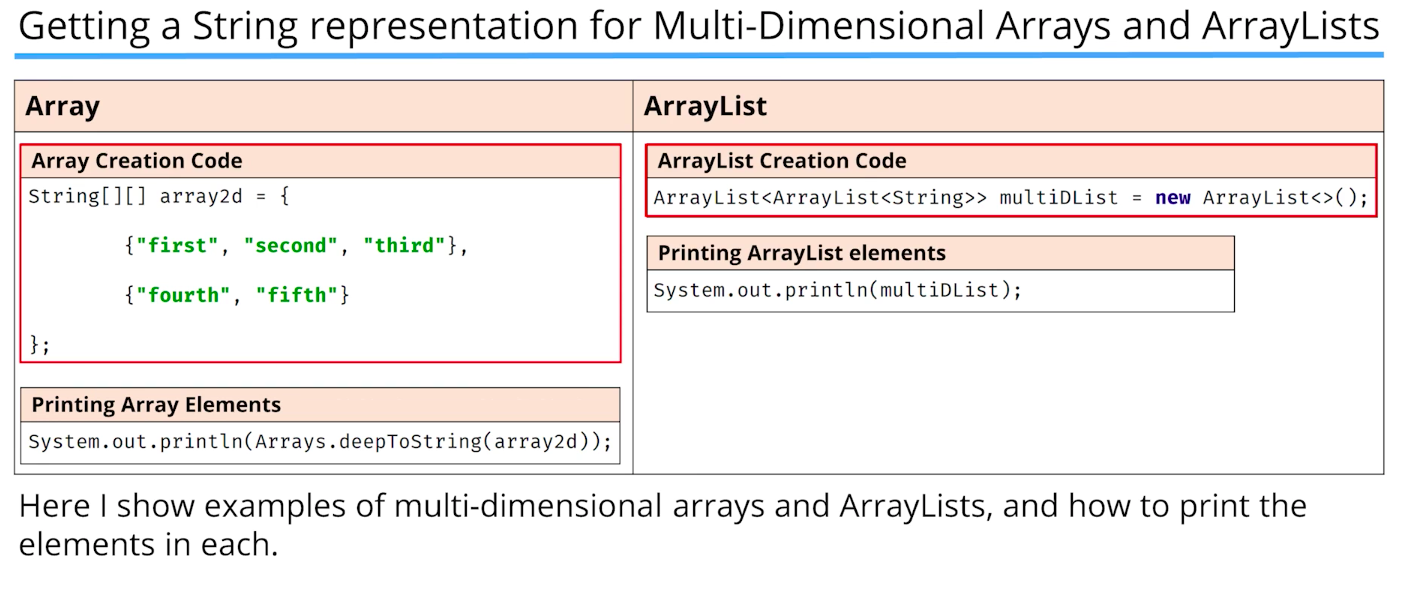 Getting a String representation for Multi-Dimensional Arrays and ArrayLists
Array
ArrayList
Array Creation Code
String[][] array2d = {
{"first", "second", "third"},
{"fourth", "fifth"}
};
Printing Array Elements
System.out.println(Arrays.deepToString(array2d));
ArrayList Creation Code
ArrayList<ArrayList<String>> multiDList = new ArrayList<>();
Printing ArrayList elements
System.out.println(multiDList);
Here I show examples of multi-dimensional arrays and ArrayLists, and how to print the
elements in each.